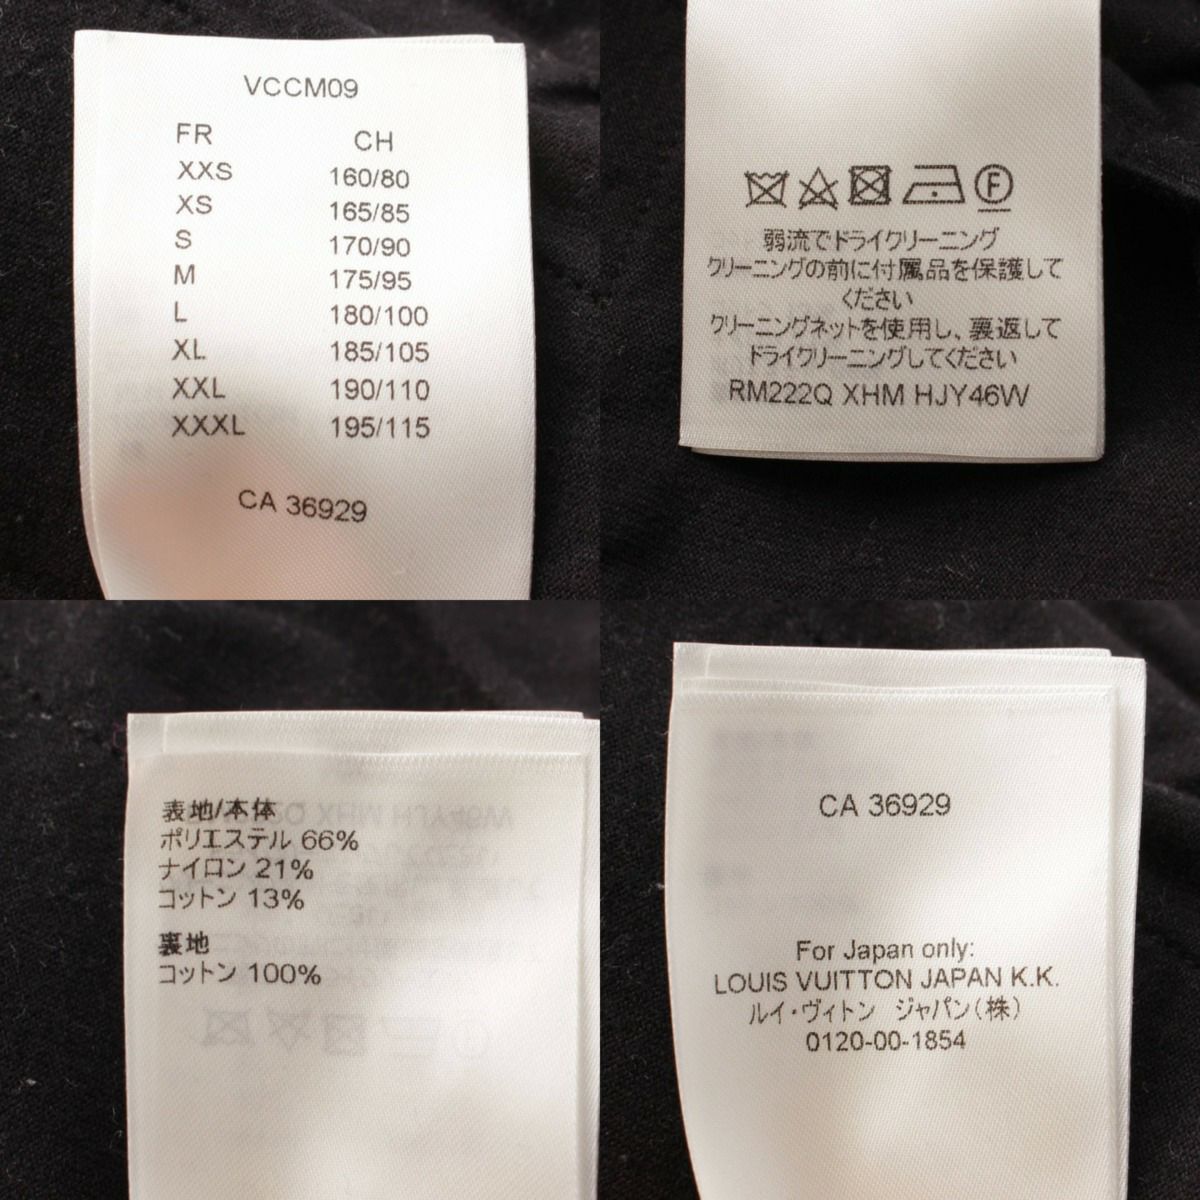 VCCM09
FR CH
XXS 160/80
XS 165/85
S 170/90
M 175/95
L 180/100
XL 185/105
XXL 190/110
XXXL 195/115
CA 36929
F
弱流でドライクリーニング
クリーニングの前に付属品を保護して
ください
クリーニングネットを使用し、裏返して
ドライクリーニングしてください
RM222Q XHM HJY46W
表地/本体
ポリエステル 66%
ナイロン 21%
コットン 13%
裏地
コットン 100%
CA 36929
For Japan only:
LOUIS VUITTON JAPAN K.K.
ルイ・ヴィトン ジャパン(株)
0120-00-1854